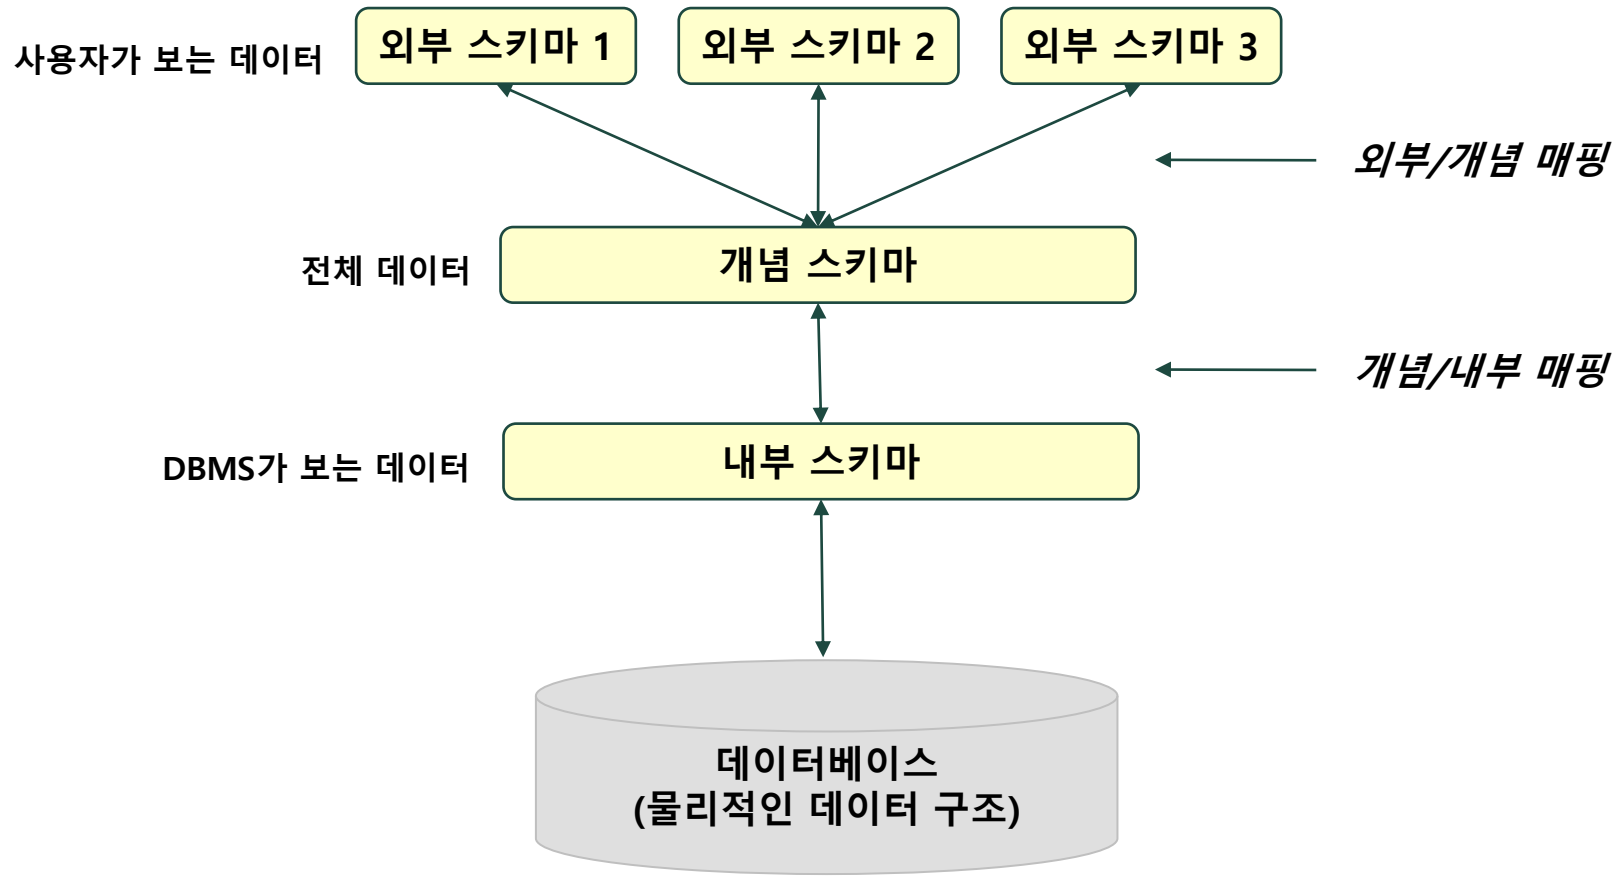 사용자가 보는 데이터
외부 스키마 1
외부 스키마 2
외부 스키마 3
외부/개념 매핑
전체 데이터
개념 스키마
개념/내부 매핑
DBMS가 보는 데이터
내부 스키마
데이터베이스
(물리적인 데이터 구조)